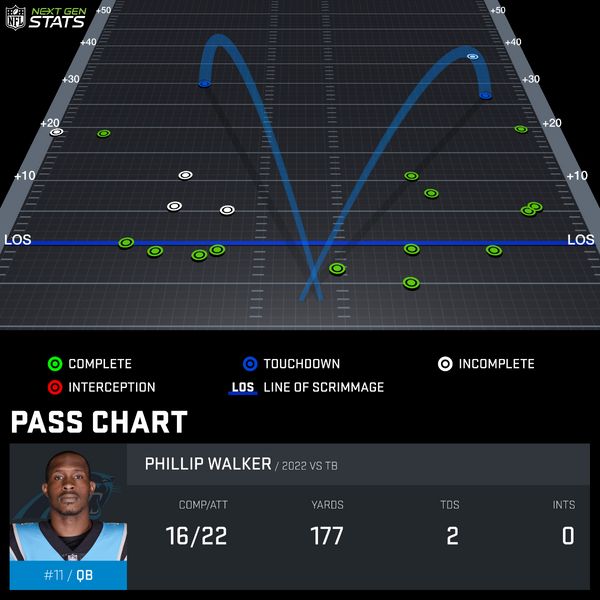 NFL NEXT GEN STATS
+50 +50
+40 +40
+30 +30
+20 +20
+10 +10
LOS LOS
COMPLETE TOUCHDOWN INCOMPLETE
INTERCEPTION LOS LINE OF SCRIMMAGE
PASS CHART
PHILLIP WALKER / 2022 VS TB
COMP/ATT YARDS TDS INTS
16/22 177 2 0
#11 / QB